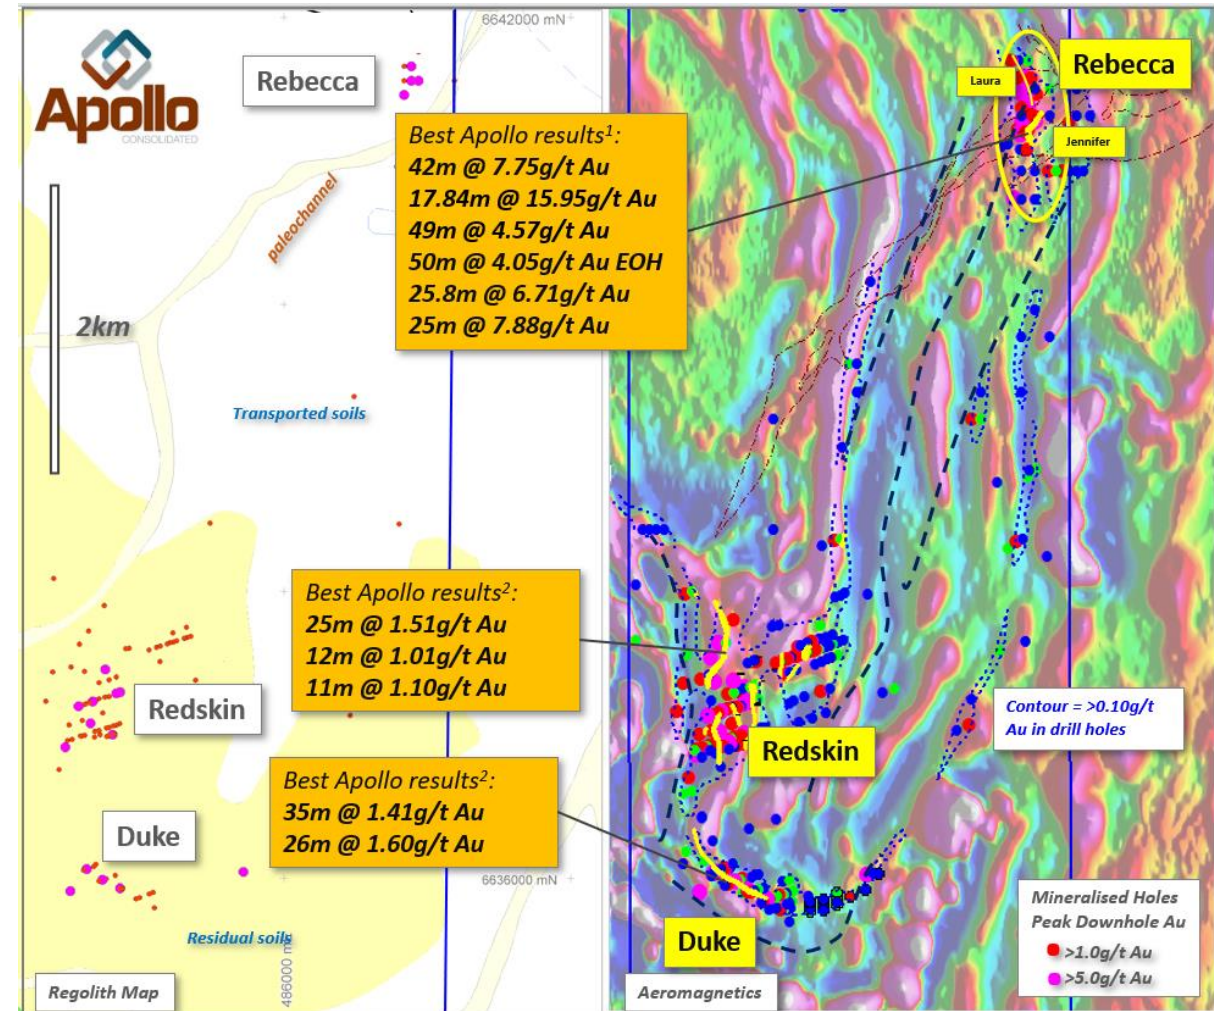 6642000 mN
Apollo
CONSOLIDATED
Rebecca
Best Apollo results¹:
42m @ 7.75g/t Au
17.84m @ 15.95g/t Au
49m @ 4.57g/t Au
50m @ 4.05g/t Au EOH
25.8m @ 6.71g/t Au
25m @ 7.88g/t Au
paleochannel
2km
Transported soils
Best Apollo results²:
25m @ 1.51g/t Au
12m @ 1.01g/t Au
11m @ 1.10g/t Au
Redskin
Best Apollo results²:
35m @ 1.41g/t Au
26m @ 1.60g/t Au
Duke
6636000 mN
Residual soils
486000 mE
Regolith Map
Rebecca
Laura
Jennifer
Contour = >0.10g/t
Au in drill holes
Redskin
Duke
Mineralised Holes
Peak Downhole Au
>1.0g/t Au
>5.0g/t Au
Aeromagnetics